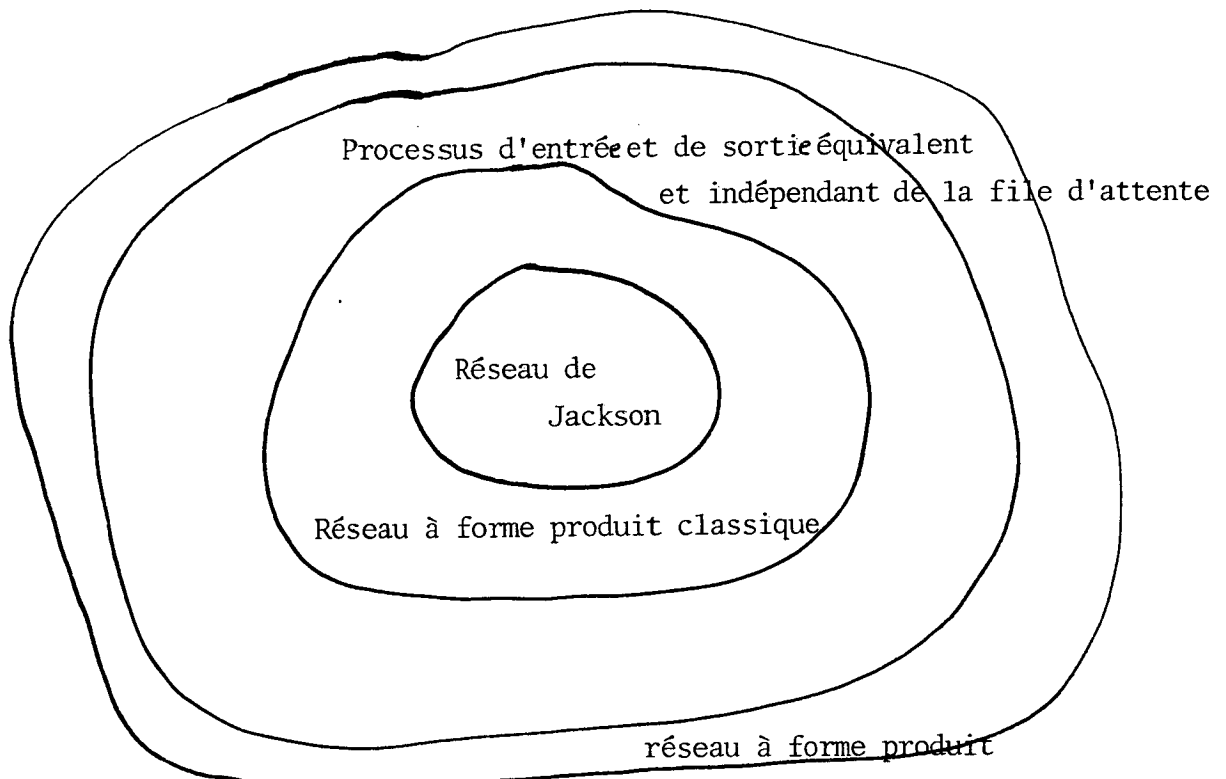 Processus d'entrée et de sortie équivalent
et indépendant de la file d'attente
Réseau de
Jackson
Réseau à forme produit classique
réseau à forme produit